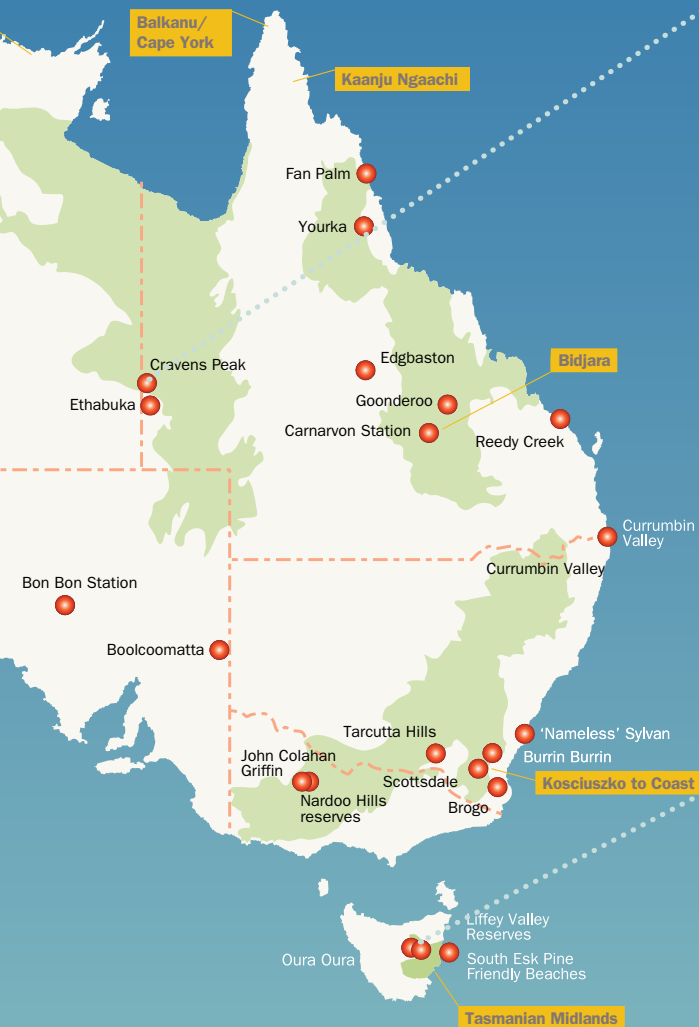 Balkanu/
Cape York
Kaanju Ngaachi
Fan Palm
Yourka
Cravens Peak
Edgbaston
Bidjara
Ethabuka
Goonderoo
Carnarvon Station
Reedy Creek
Currumbin
Valley
Currumbin Valley
Bon Bon Station
Boolcoomatta
Tarcutta Hills
'Nameless' Sylvan
John Colahan
Griffin
Burrin Burrin
Scottsdale
Kosciuszko to Coast
Nardoo Hills
reserves
Brogo
Liffey Valley
Reserves
Oura Oura
South Esk Pine
Friendly Beaches
Tasmanian Midlands